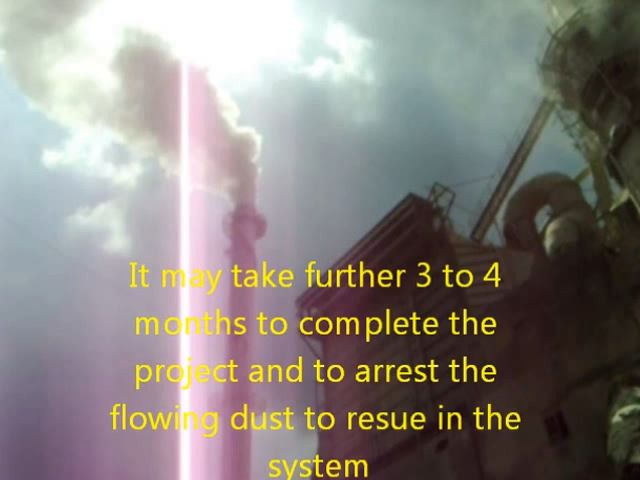 It may take further 3 to 4
months to complete the
project and to arrest the
flowing dust to resue in the
system